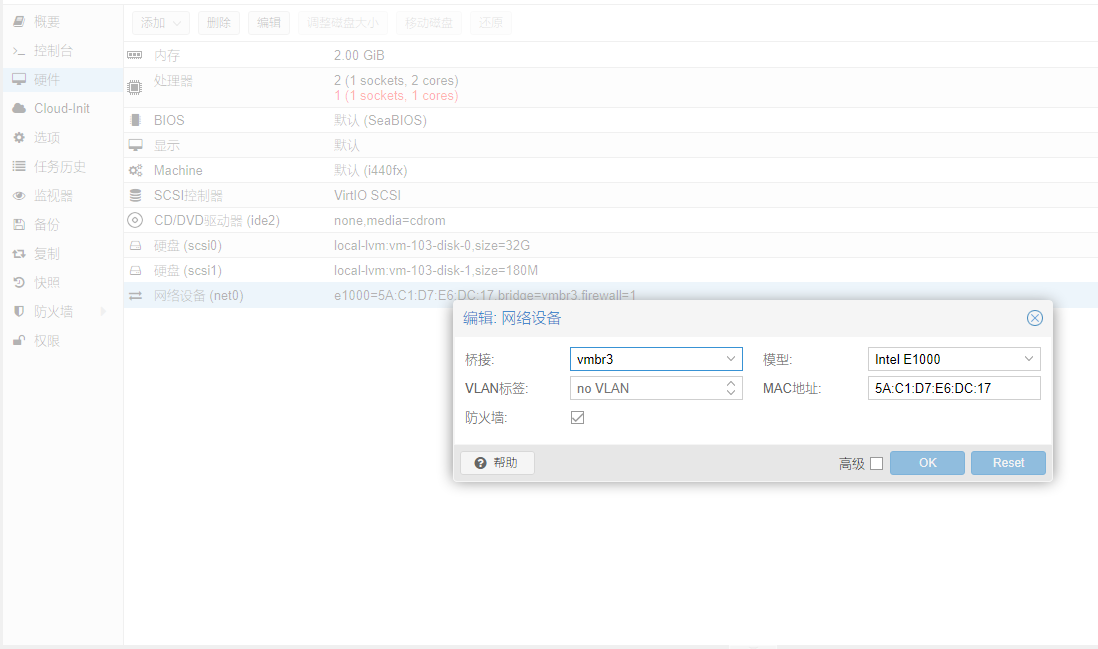 概要
控制台
硬件
Cloud-Init
选项
任务历史
监视器
备份
复制
快照
防火墙
权限
添加 删除 编辑 调整磁盘大小 移动磁盘 还原
内存 2.00 GiB
处理器 2 (1 sockets, 2 cores)
1 (1 sockets, 1 cores)
BIOS 默认 (SeaBIOS)
显示 默认
Machine 默认 (i440fx)
SCSI控制器 VirtIO SCSI
CD/DVD驱动器 (ide2) none,media=cdrom
硬盘 (scsi0) local-lvm:vm-103-disk-0,size=32G
硬盘 (scsi1) local-lvm:vm-103-disk-1,size=180M
网络设备 (net0) e1000=5A:C1:D7:E6:DC:17,bridge=vmbr3,firewall=1
编辑: 网络设备
桥接: vmbr3 模型: Intel E1000
VLAN标签: no VLAN MAC地址: 5A:C1:D7:E6:DC:17
防火墙:
帮助 高级 OK Reset